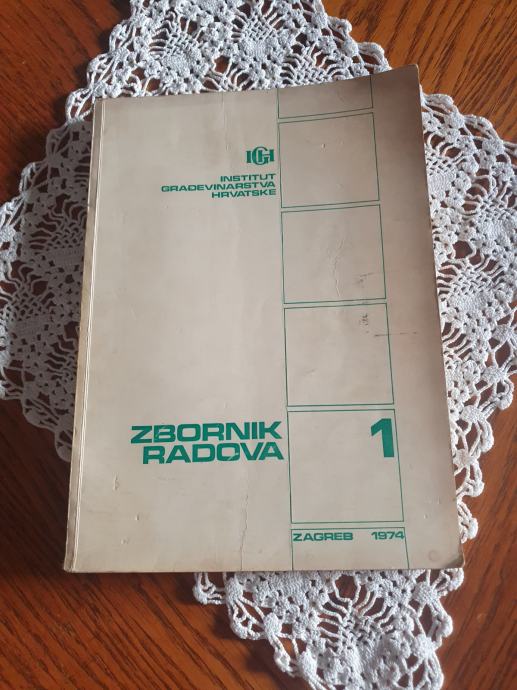 IGH
INSTITUT
GRAĐEVINARSTVA
HRVATSKE
ZBORNIK
RADOVA
1
ZAGREB 1974